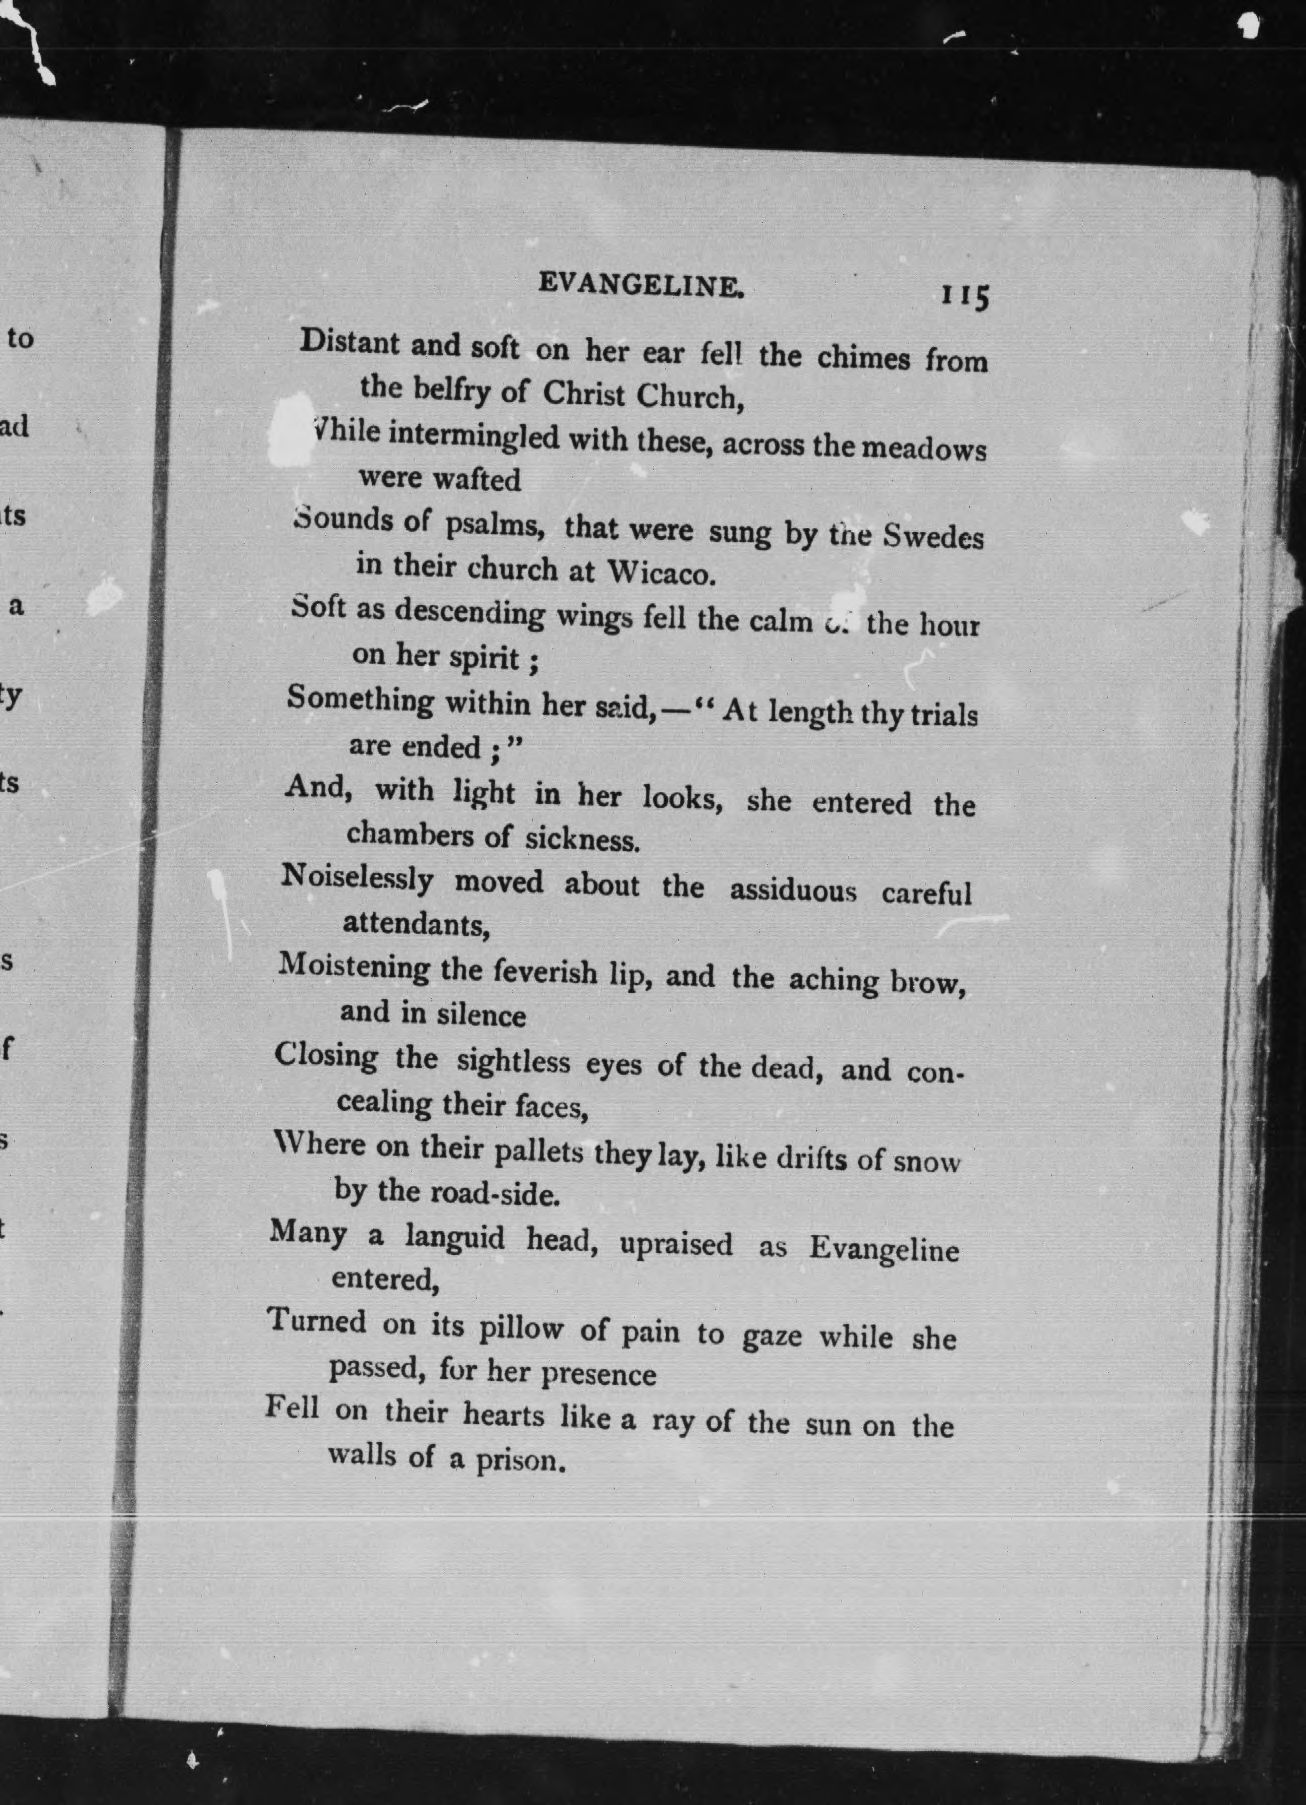 to
ad
ts
a
ty
ts
s
f
s
t
EVANGELINE. 115
Distant and soft on her ear fell the chimes from
the belfry of Christ Church,
While intermingled with these, across the meadows
were wafted
Sounds of psalms, that were sung by the Swedes
in their church at Wicaco.
Soft as descending wings fell the calm of the hour
on her spirit ;
Something within her said,—“ At length thy trials
are ended ; ”
And, with light in her looks, she entered the
chambers of sickness.
Noiselessly moved about the assiduous careful
attendants,
Moistening the feverish lip, and the aching brow,
and in silence
Closing the sightless eyes of the dead, and con-
cealing their faces,
Where on their pallets they lay, like drifts of snow
by the road-side.
Many a languid head, upraised as Evangeline
entered,
Turned on its pillow of pain to gaze while she
passed, for her presence
Fell on their hearts like a ray of the sun on the
walls of a prison.